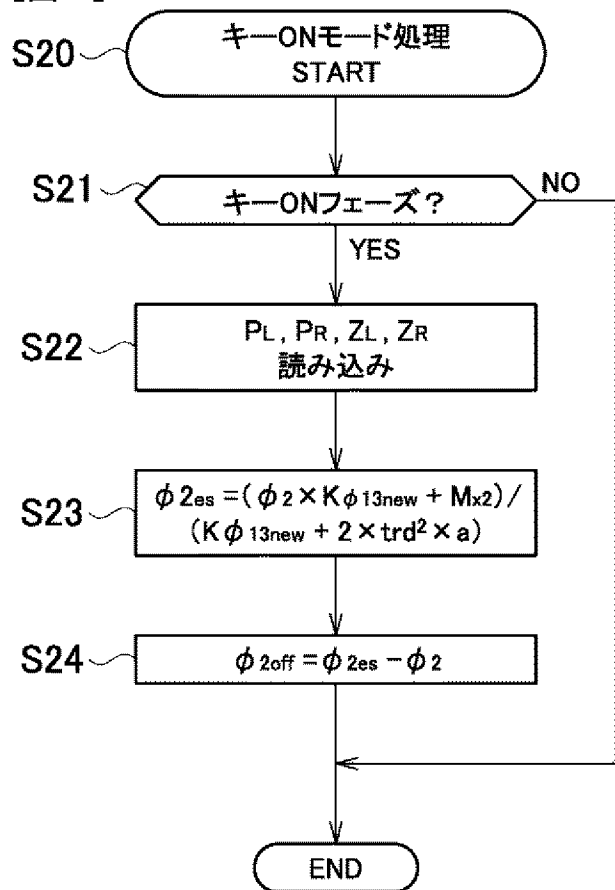 S20
キーONモード処理
START
S21
キーONフェーズ?
NO
YES
S22
PL, PR, ZL, ZR
読み込み
S23
φ2es=(φ2×Kφ13new+Mx2)/
(Kφ13new+2×trd²×a)
S24
φ2off=φ2es−φ2
END